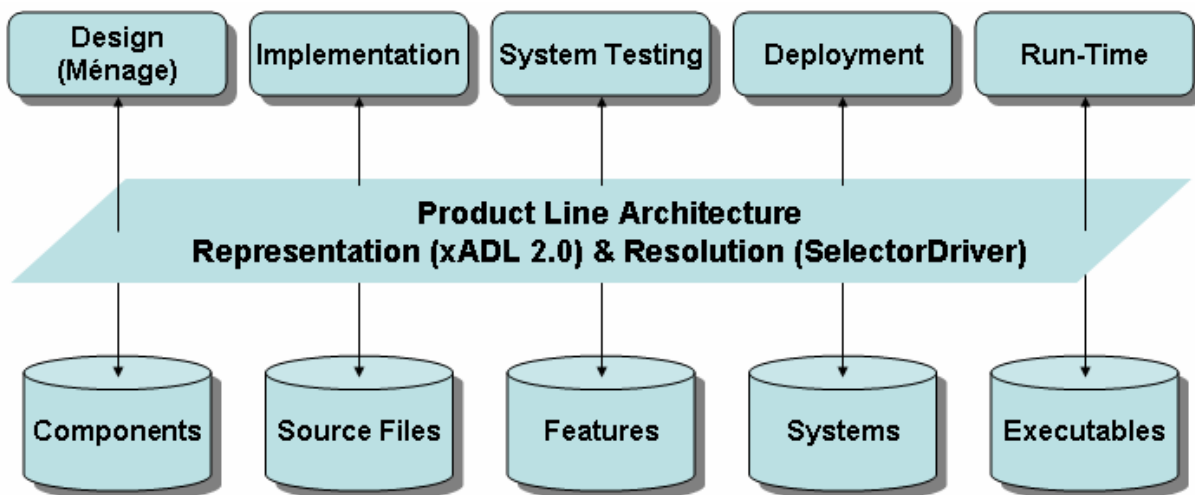 Design
(Ménage)
Implementation
System Testing
Deployment
Run-Time
Product Line Architecture
Representation (xADL 2.0) & Resolution (SelectorDriver)
Components
Source Files
Features
Systems
Executables